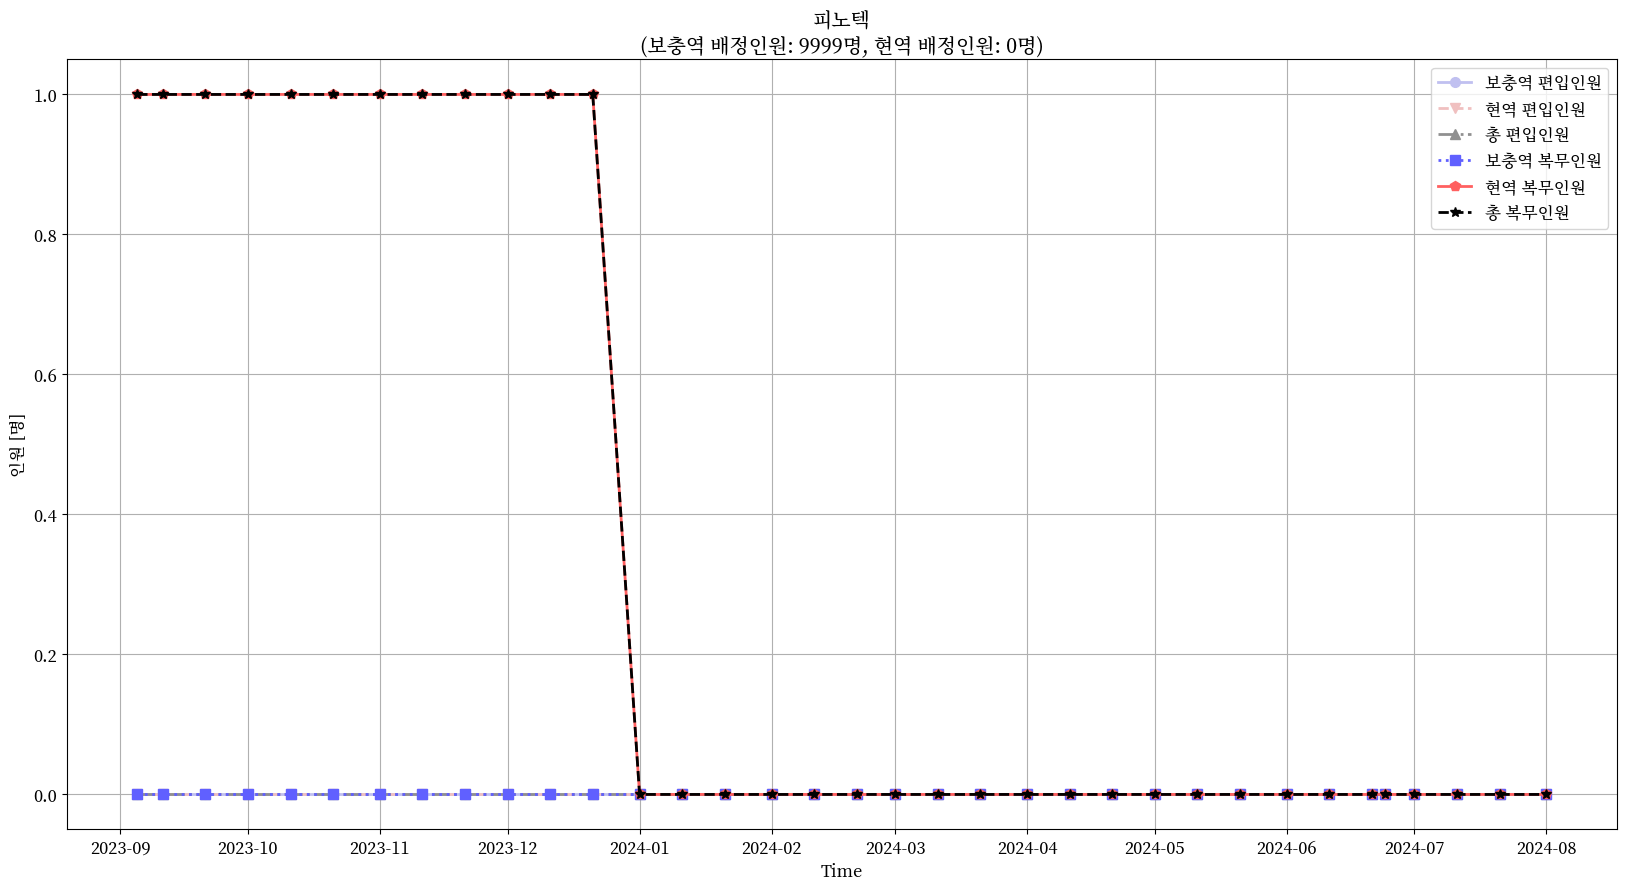 피노텍
(보충역 배정인원: 9999명, 현역 배정인원: 0명)
보충역 편입인원
현역 편입인원
총 편입인원
보충역 복무인원
현역 복무인원
총 복무인원
1.0
0.8
0.6
0.4
0.2
0.0
인원 [명]
2023-09
2023-10
2023-11
2023-12
2024-01
2024-02
2024-03
2024-04
2024-05
2024-06
2024-07
2024-08
Time